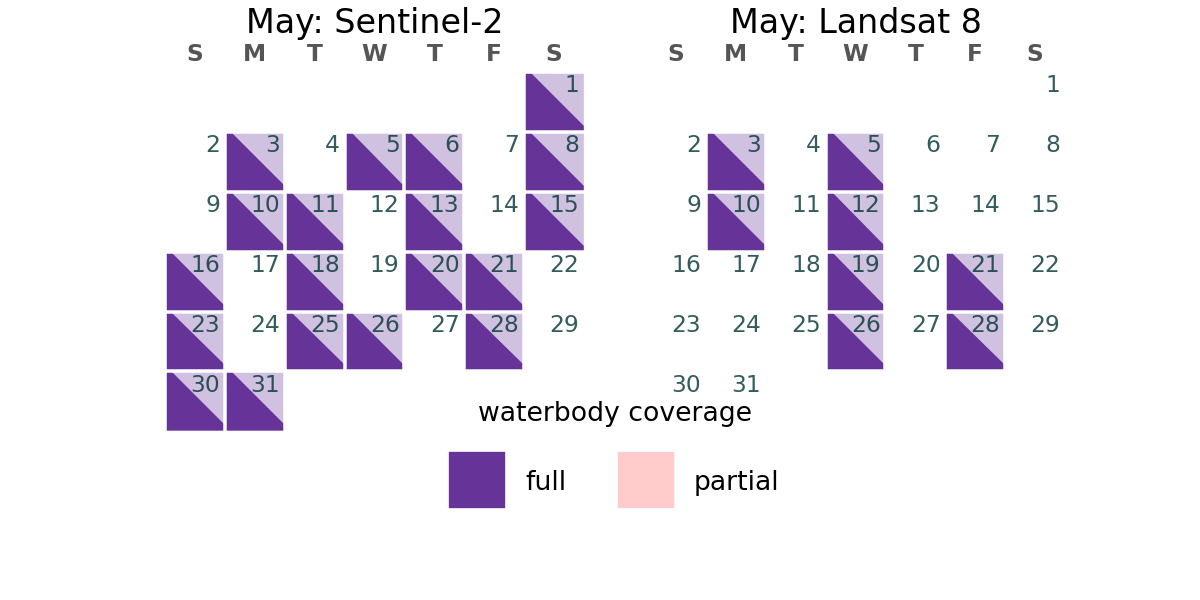 May: Sentinel-2
S M T W T F S
1
2 3 4 5 6 7 8
9 10 11 12 13 14 15
16 17 18 19 20 21 22
23 24 25 26 27 28 29
30 31
May: Landsat 8
S M T W T F S
1
2 3 4 5 6 7 8
9 10 11 12 13 14 15
16 17 18 19 20 21 22
23 24 25 26 27 28 29
30 31
waterbody coverage
full partial